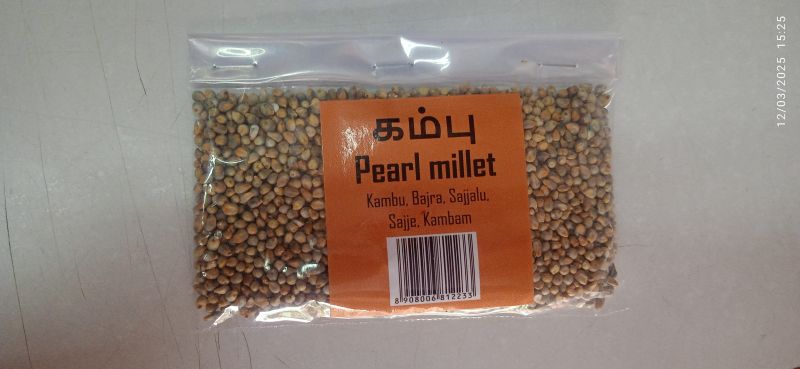 கம்பு
Pearl millet
Kambu, Bajra, Sajjalu,
Sajje, Kambam
8 908006 812233
12/03/2025 15:25